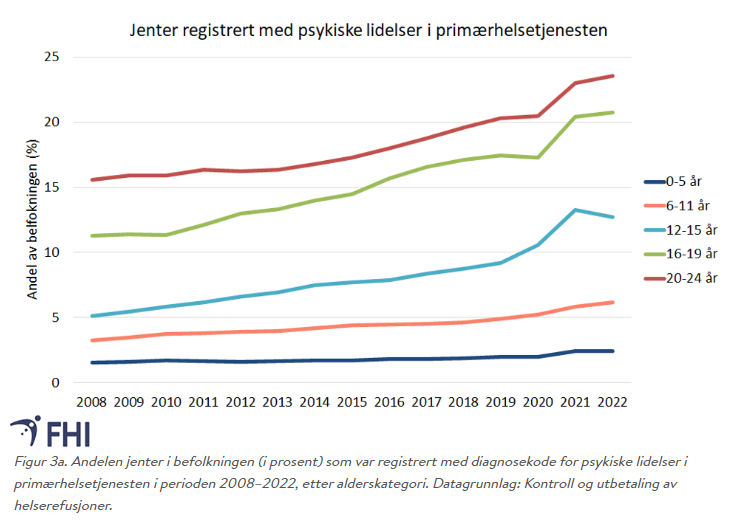 Jenter registrert med psykiske lidelser i primærhelsetjenesten
Andel av belfokningen (%)
25
20
15
10
5
0
2008 2009 2010 2011 2012 2013 2014 2015 2016 2017 2018 2019 2020 2021 2022
0-5 år
6-11 år
12-15 år
16-19 år
20-24 år
FHI
Figur 3a. Andelen jenter i befolkningen (i prosent) som var registrert med diagnosekode for psykiske lidelser i
primærhelsetjenesten i perioden 2008–2022, etter alderskategori. Datagrunnlag: Kontroll og utbetaling av
helserefusjoner.